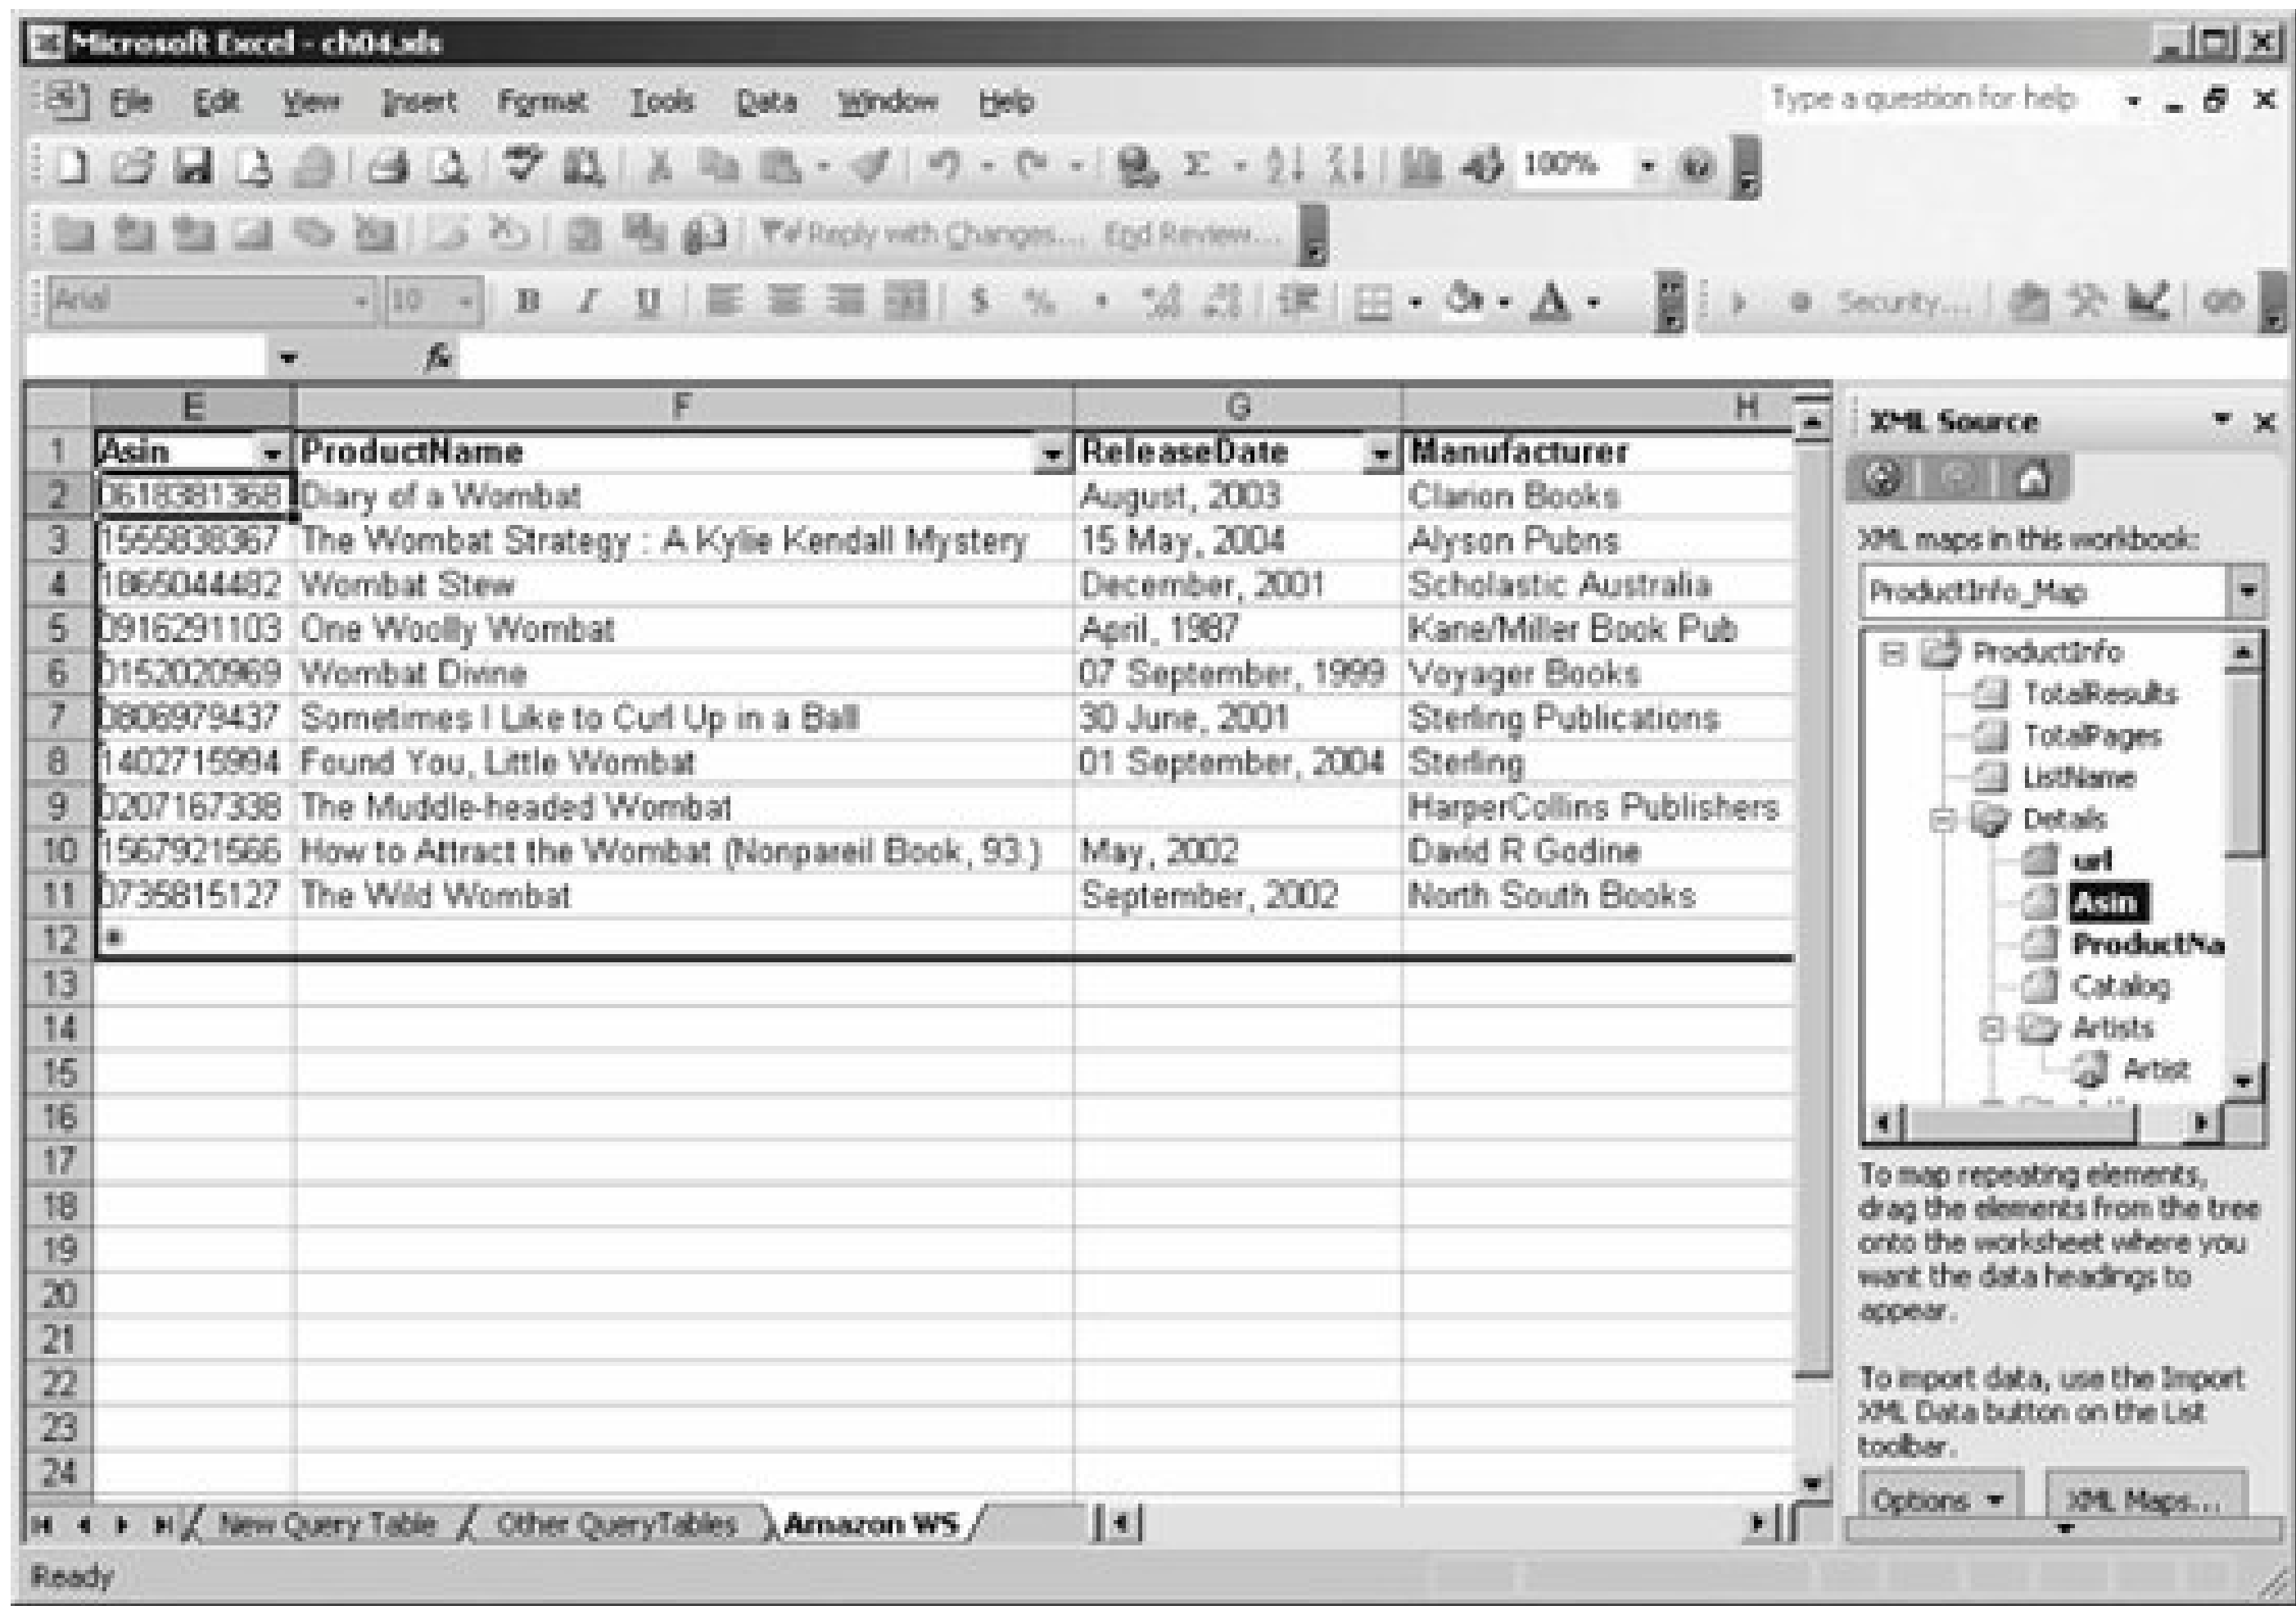 Microsoft Excel - ch04.xls
File Edit View Insert Format Tools Data Window Help
Type a question for help
100%
Reply with Changes... End Review...
Arial 10 B I U $ % Security...
fx
E F G H
1 Asin ProductName ReleaseDate Manufacturer
2 0618381368 Diary of a Wombat August, 2003 Clarion Books
3 1555838367 The Wombat Strategy : A Kylie Kendall Mystery 15 May, 2004 Alyson Pubns
4 1865044482 Wombat Stew December, 2001 Scholastic Australia
5 0916291103 One Woolly Wombat April, 1987 Kane/Miller Book Pub
6 0152020969 Wombat Divine 07 September, 1999 Voyager Books
7 0806979437 Sometimes I Like to Curl Up in a Ball 30 June, 2001 Sterling Publications
8 1402715994 Found You, Little Wombat 01 September, 2004 Sterling
9 0207167338 The Muddle-headed Wombat HarperCollins Publishers
10 1567921566 How to Attract the Wombat (Nonpareil Book, 93.) May, 2002 David R Godine
11 0735815127 The Wild Wombat September, 2002 North South Books
12 *
13
14
15
16
17
18
19
20
21
22
23
24
New Query Table Other QueryTables Amazon WS
Ready
XML Source
XML maps in this workbook:
ProductInfo_Map
ProductInfo
TotalResults
TotalPages
ListName
Details
url
Asin
ProductNa
Catalog
Artists
Artist
To map repeating elements,
drag the elements from the tree
onto the worksheet where you
want the data headings to
appear.
To import data, use the Import
XML Data button on the List
toolbar.
Options XML Maps...